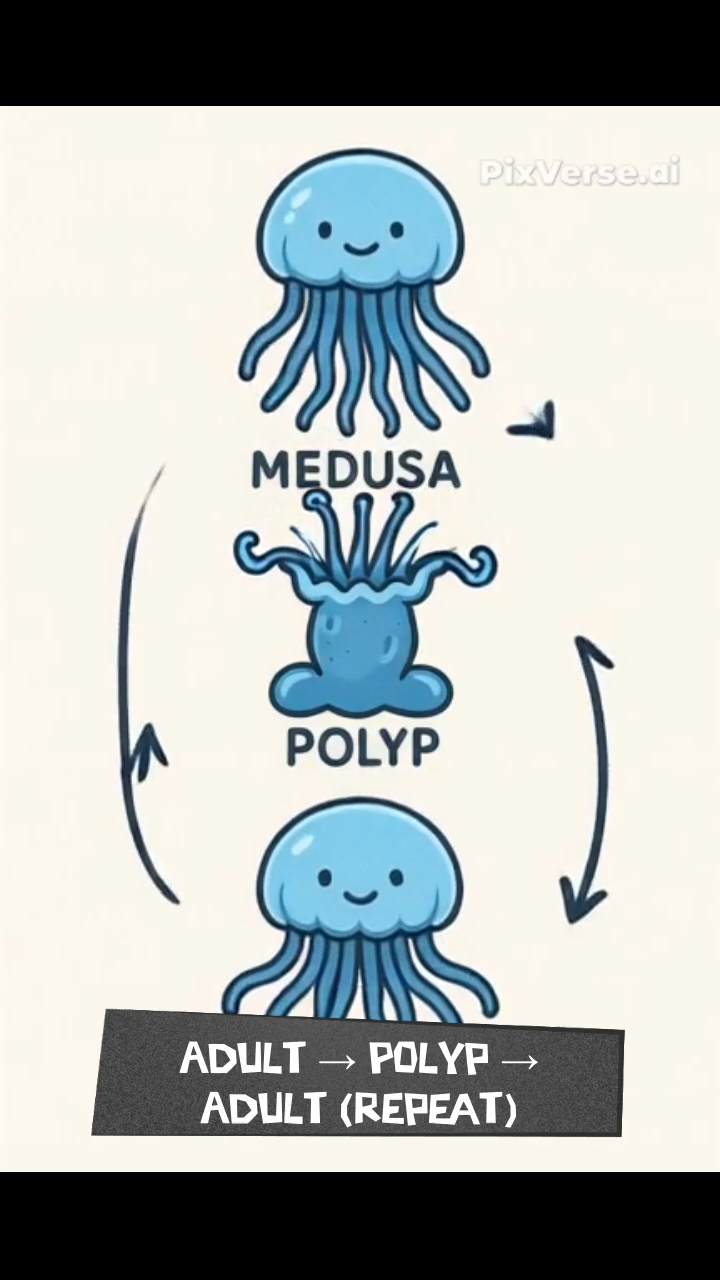 PixVerse.ai
MEDUSA
POLYP
ADULT → POLYP →
ADULT (REPEAT)